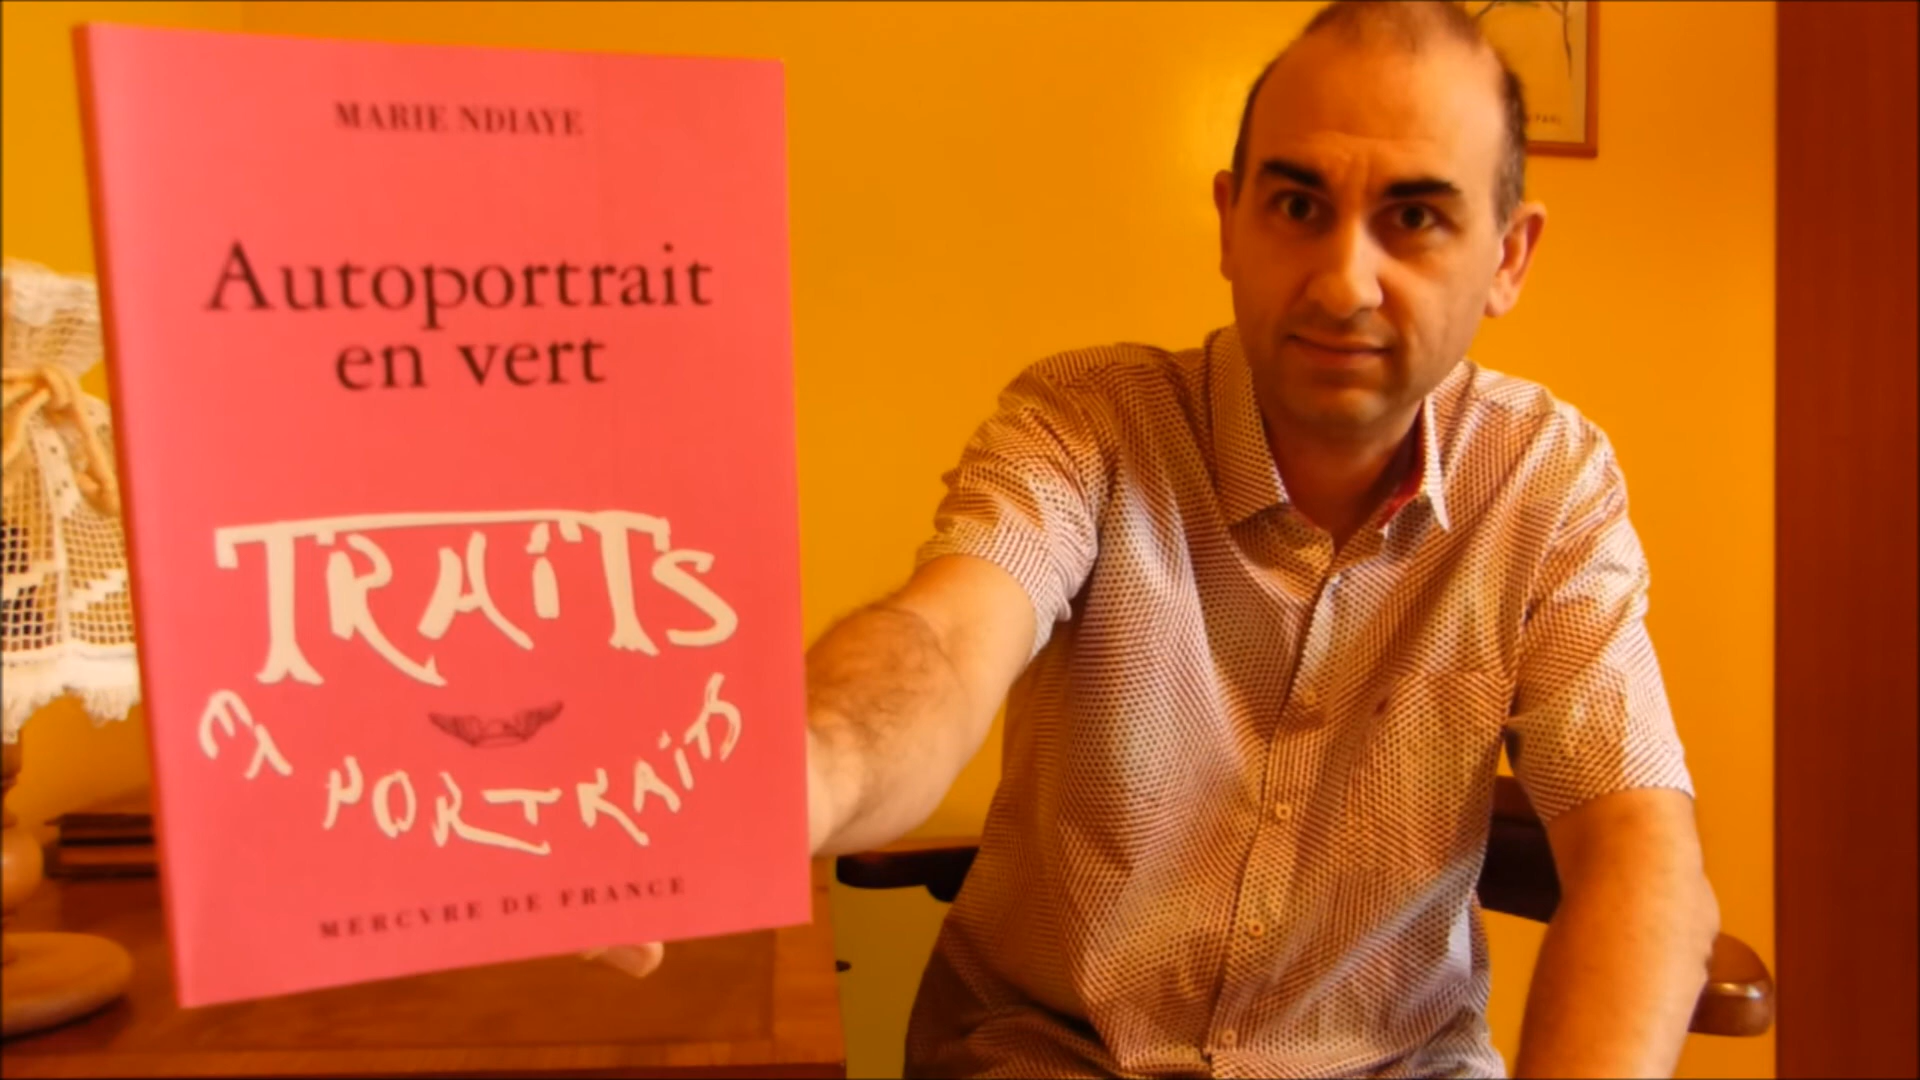 MARIE NDIAYE
Autoportrait
en vert
TRAiTS
ET PORTRAiTS
MERCVRE DE FRANCE